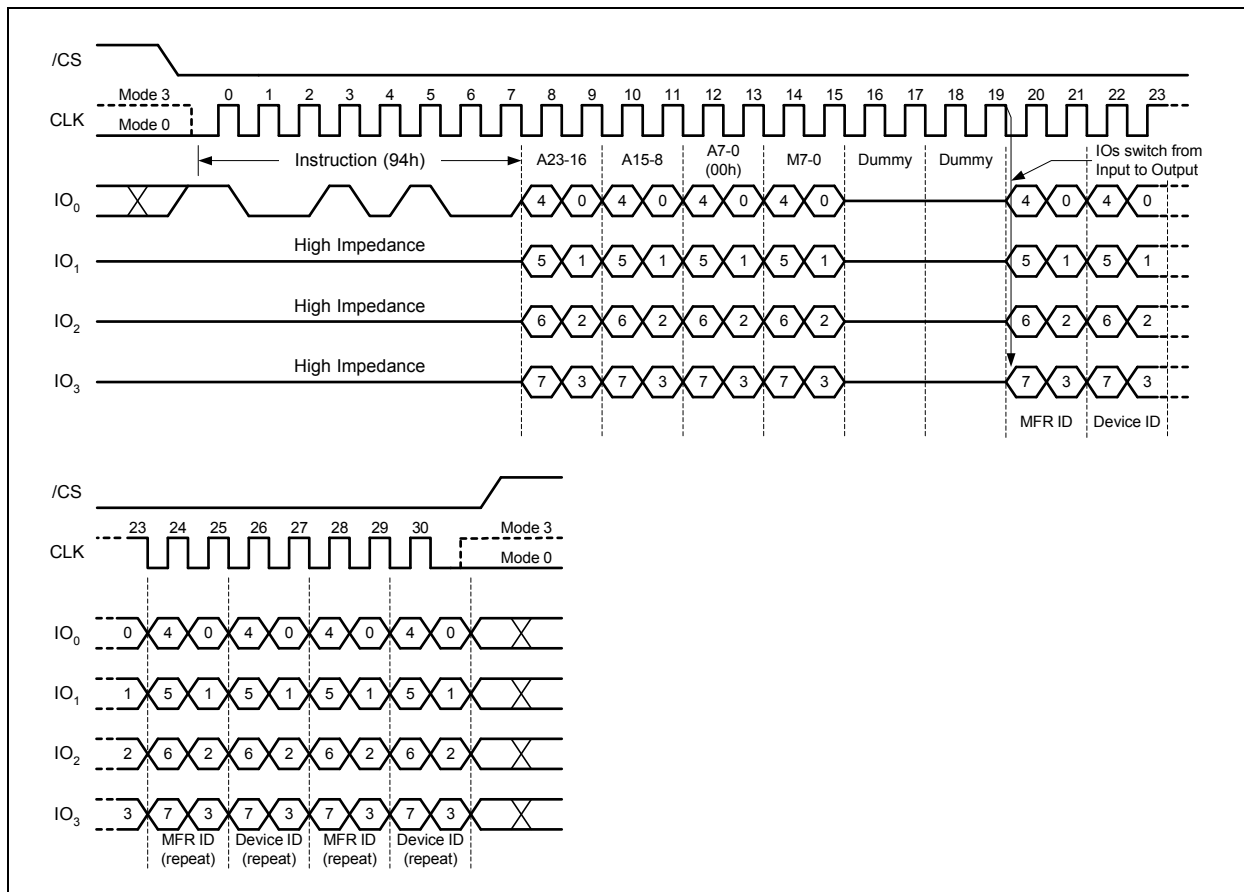 /CS
Mode 3 0 1 2 3 4 5 6 7 8 9 10 11 12 13 14 15 16 17 18 19 20 21 22 23
CLK Mode 0
Instruction (94h) A23-16 A15-8 A7-0 (00h) M7-0 Dummy Dummy IOs switch from Input to Output
IO0 4 0 4 0 4 0 4 0 4 0 4 0
High Impedance
IO1 5 1 5 1 5 1 5 1 5 1 5 1
High Impedance
IO2 6 2 6 2 6 2 6 2 6 2 6 2
High Impedance
IO3 7 3 7 3 7 3 7 3 7 3 7 3
MFR ID Device ID
/CS
23 24 25 26 27 28 29 30 Mode 3
CLK Mode 0
IO0 0 4 0 4 0 4 0 4 0
IO1 1 5 1 5 1 5 1 5 1
IO2 2 6 2 6 2 6 2 6 2
IO3 3 7 3 7 3 7 3 7 3
MFR ID Device ID MFR ID Device ID
(repeat) (repeat) (repeat) (repeat)